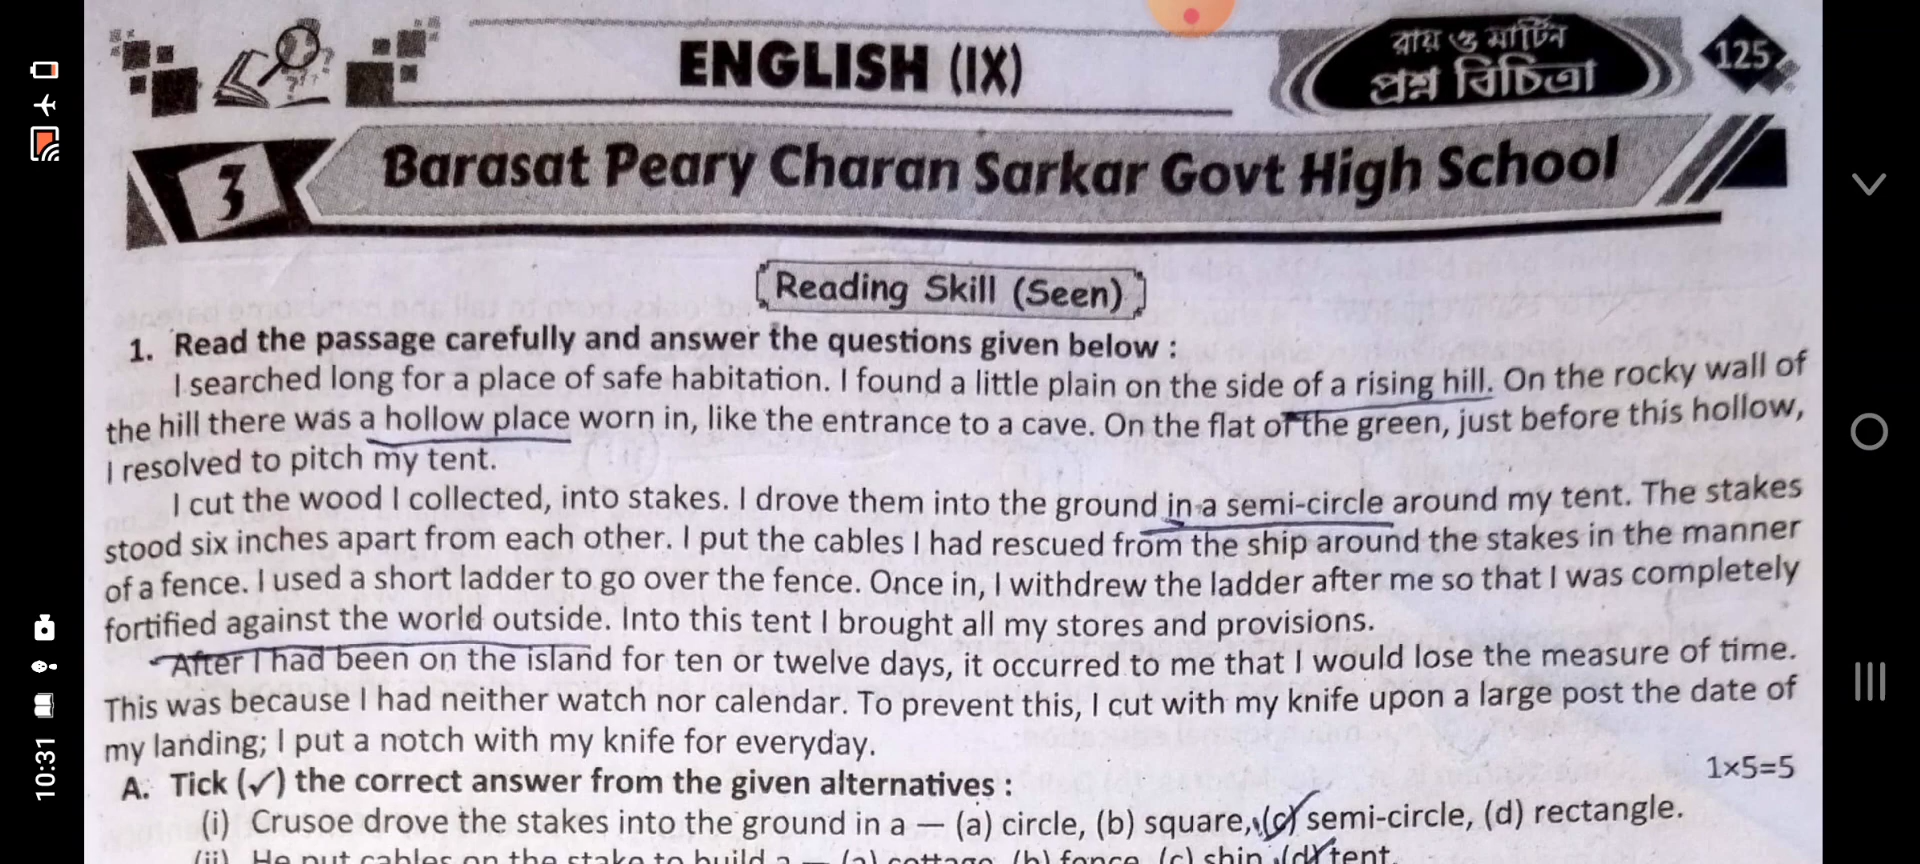 ENGLISH (IX)
রায় ও মার্টিন
প্রশ্ন বিচিত্রা
125
3
Barasat Peary Charan Sarkar Govt High School
Reading Skill (Seen)
1. Read the passage carefully and answer the questions given below :
I searched long for a place of safe habitation. I found a little plain on the side of a rising hill. On the rocky wall of
the hill there was a hollow place worn in, like the entrance to a cave. On the flat of the green, just before this hollow,
I resolved to pitch my tent.
I cut the wood I collected, into stakes. I drove them into the ground in a semi-circle around my tent. The stakes
stood six inches apart from each other. I put the cables I had rescued from the ship around the stakes in the manner
of a fence. I used a short ladder to go over the fence. Once in, I withdrew the ladder after me so that I was completely
fortified against the world outside. Into this tent I brought all my stores and provisions.
After I had been on the island for ten or twelve days, it occurred to me that I would lose the measure of time.
This was because I had neither watch nor calendar. To prevent this, I cut with my knife upon a large post the date of
my landing; I put a notch with my knife for everyday.
A. Tick (✓) the correct answer from the given alternatives :
1×5=5
(i) Crusoe drove the stakes into the ground in a — (a) circle, (b) square, (c) semi-circle, (d) rectangle.
(ii) He put cables on the stake to build a — (a) cottage (b) fence (c) ship (d) tent.
10:31